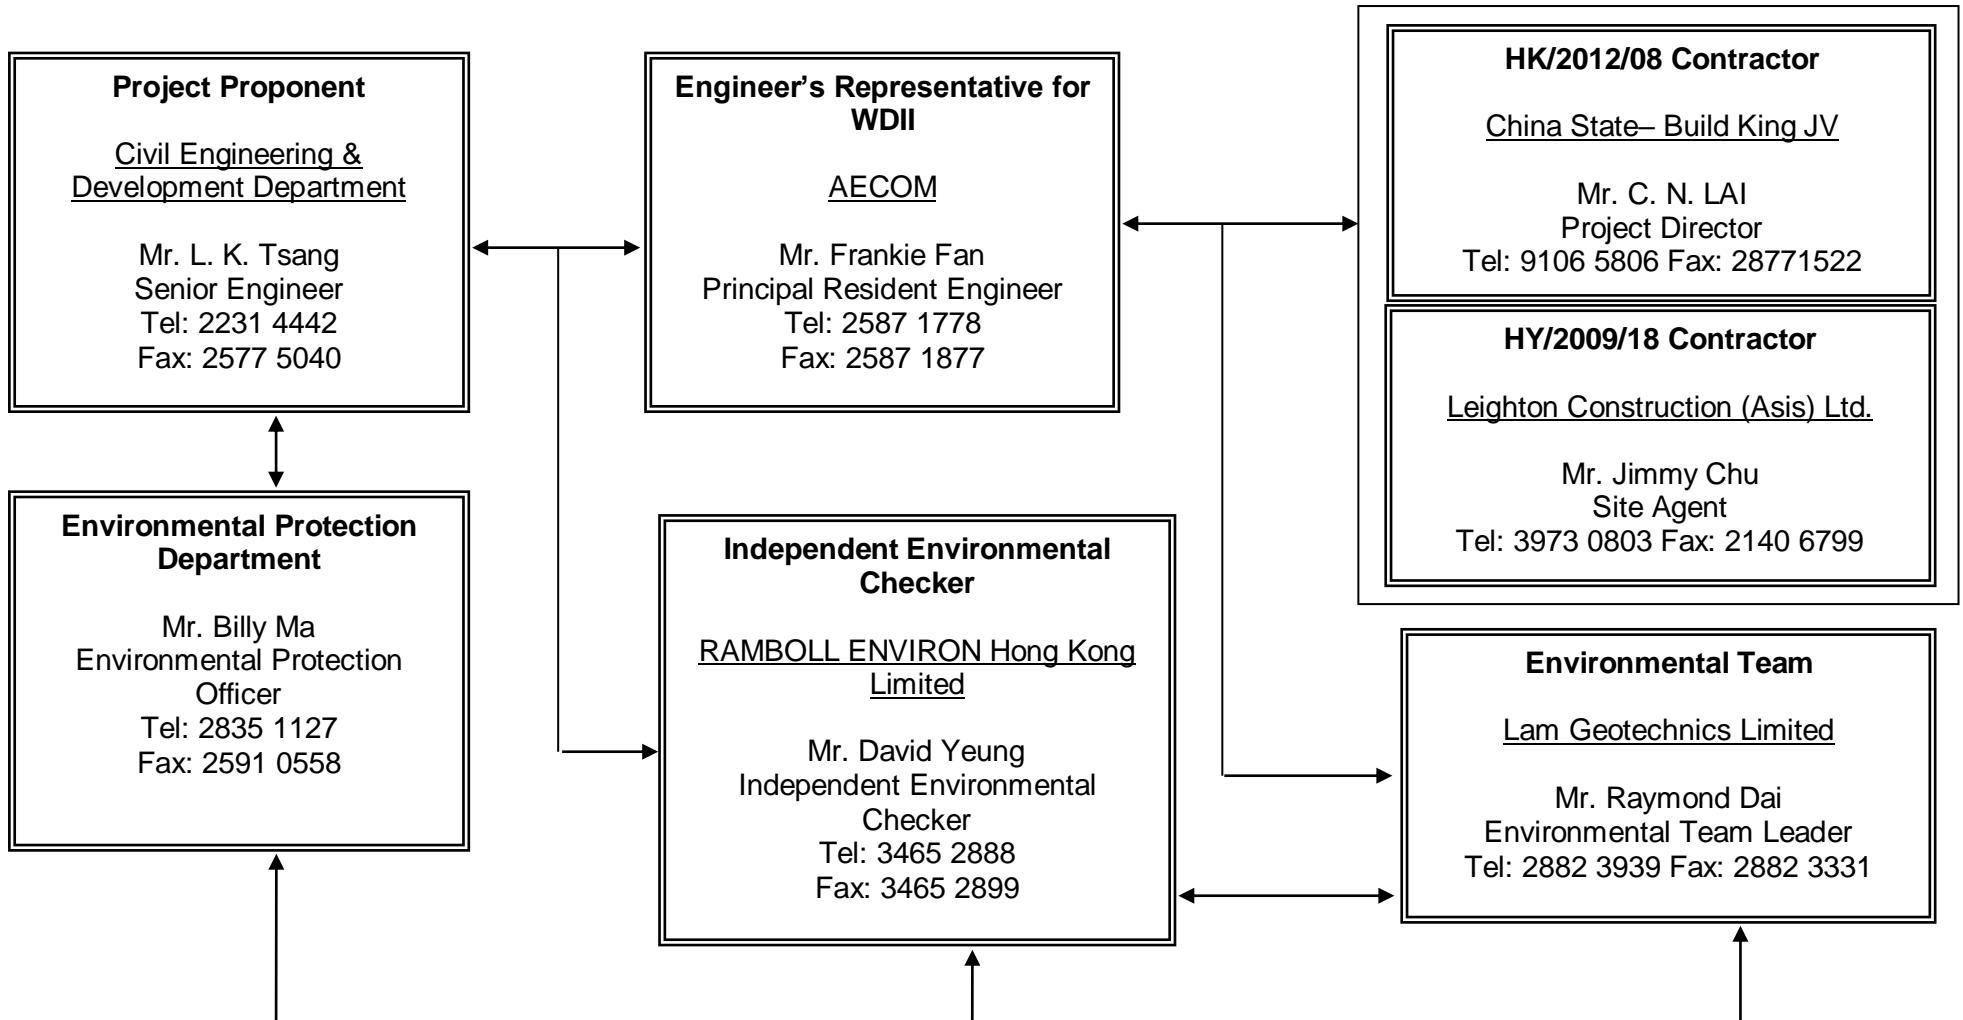 Project Proponent
Civil Engineering &
Development Department
Mr. L. K. Tsang
Senior Engineer
Tel: 2231 4442
Fax: 2577 5040
Engineer’s Representative for
WDII
AECOM
Mr. Frankie Fan
Principal Resident Engineer
Tel: 2587 1778
Fax: 2587 1877
HK/2012/08 Contractor
China State– Build King JV
Mr. C. N. LAI
Project Director
Tel: 9106 5806 Fax: 28771522
HY/2009/18 Contractor
Leighton Construction (Asis) Ltd.
Mr. Jimmy Chu
Site Agent
Tel: 3973 0803 Fax: 2140 6799
Environmental Protection
Department
Mr. Billy Ma
Environmental Protection
Officer
Tel: 2835 1127
Fax: 2591 0558
Independent Environmental
Checker
RAMBOLL ENVIRON Hong Kong
Limited
Mr. David Yeung
Independent Environmental
Checker
Tel: 3465 2888
Fax: 3465 2899
Environmental Team
Lam Geotechnics Limited
Mr. Raymond Dai
Environmental Team Leader
Tel: 2882 3939 Fax: 2882 3331